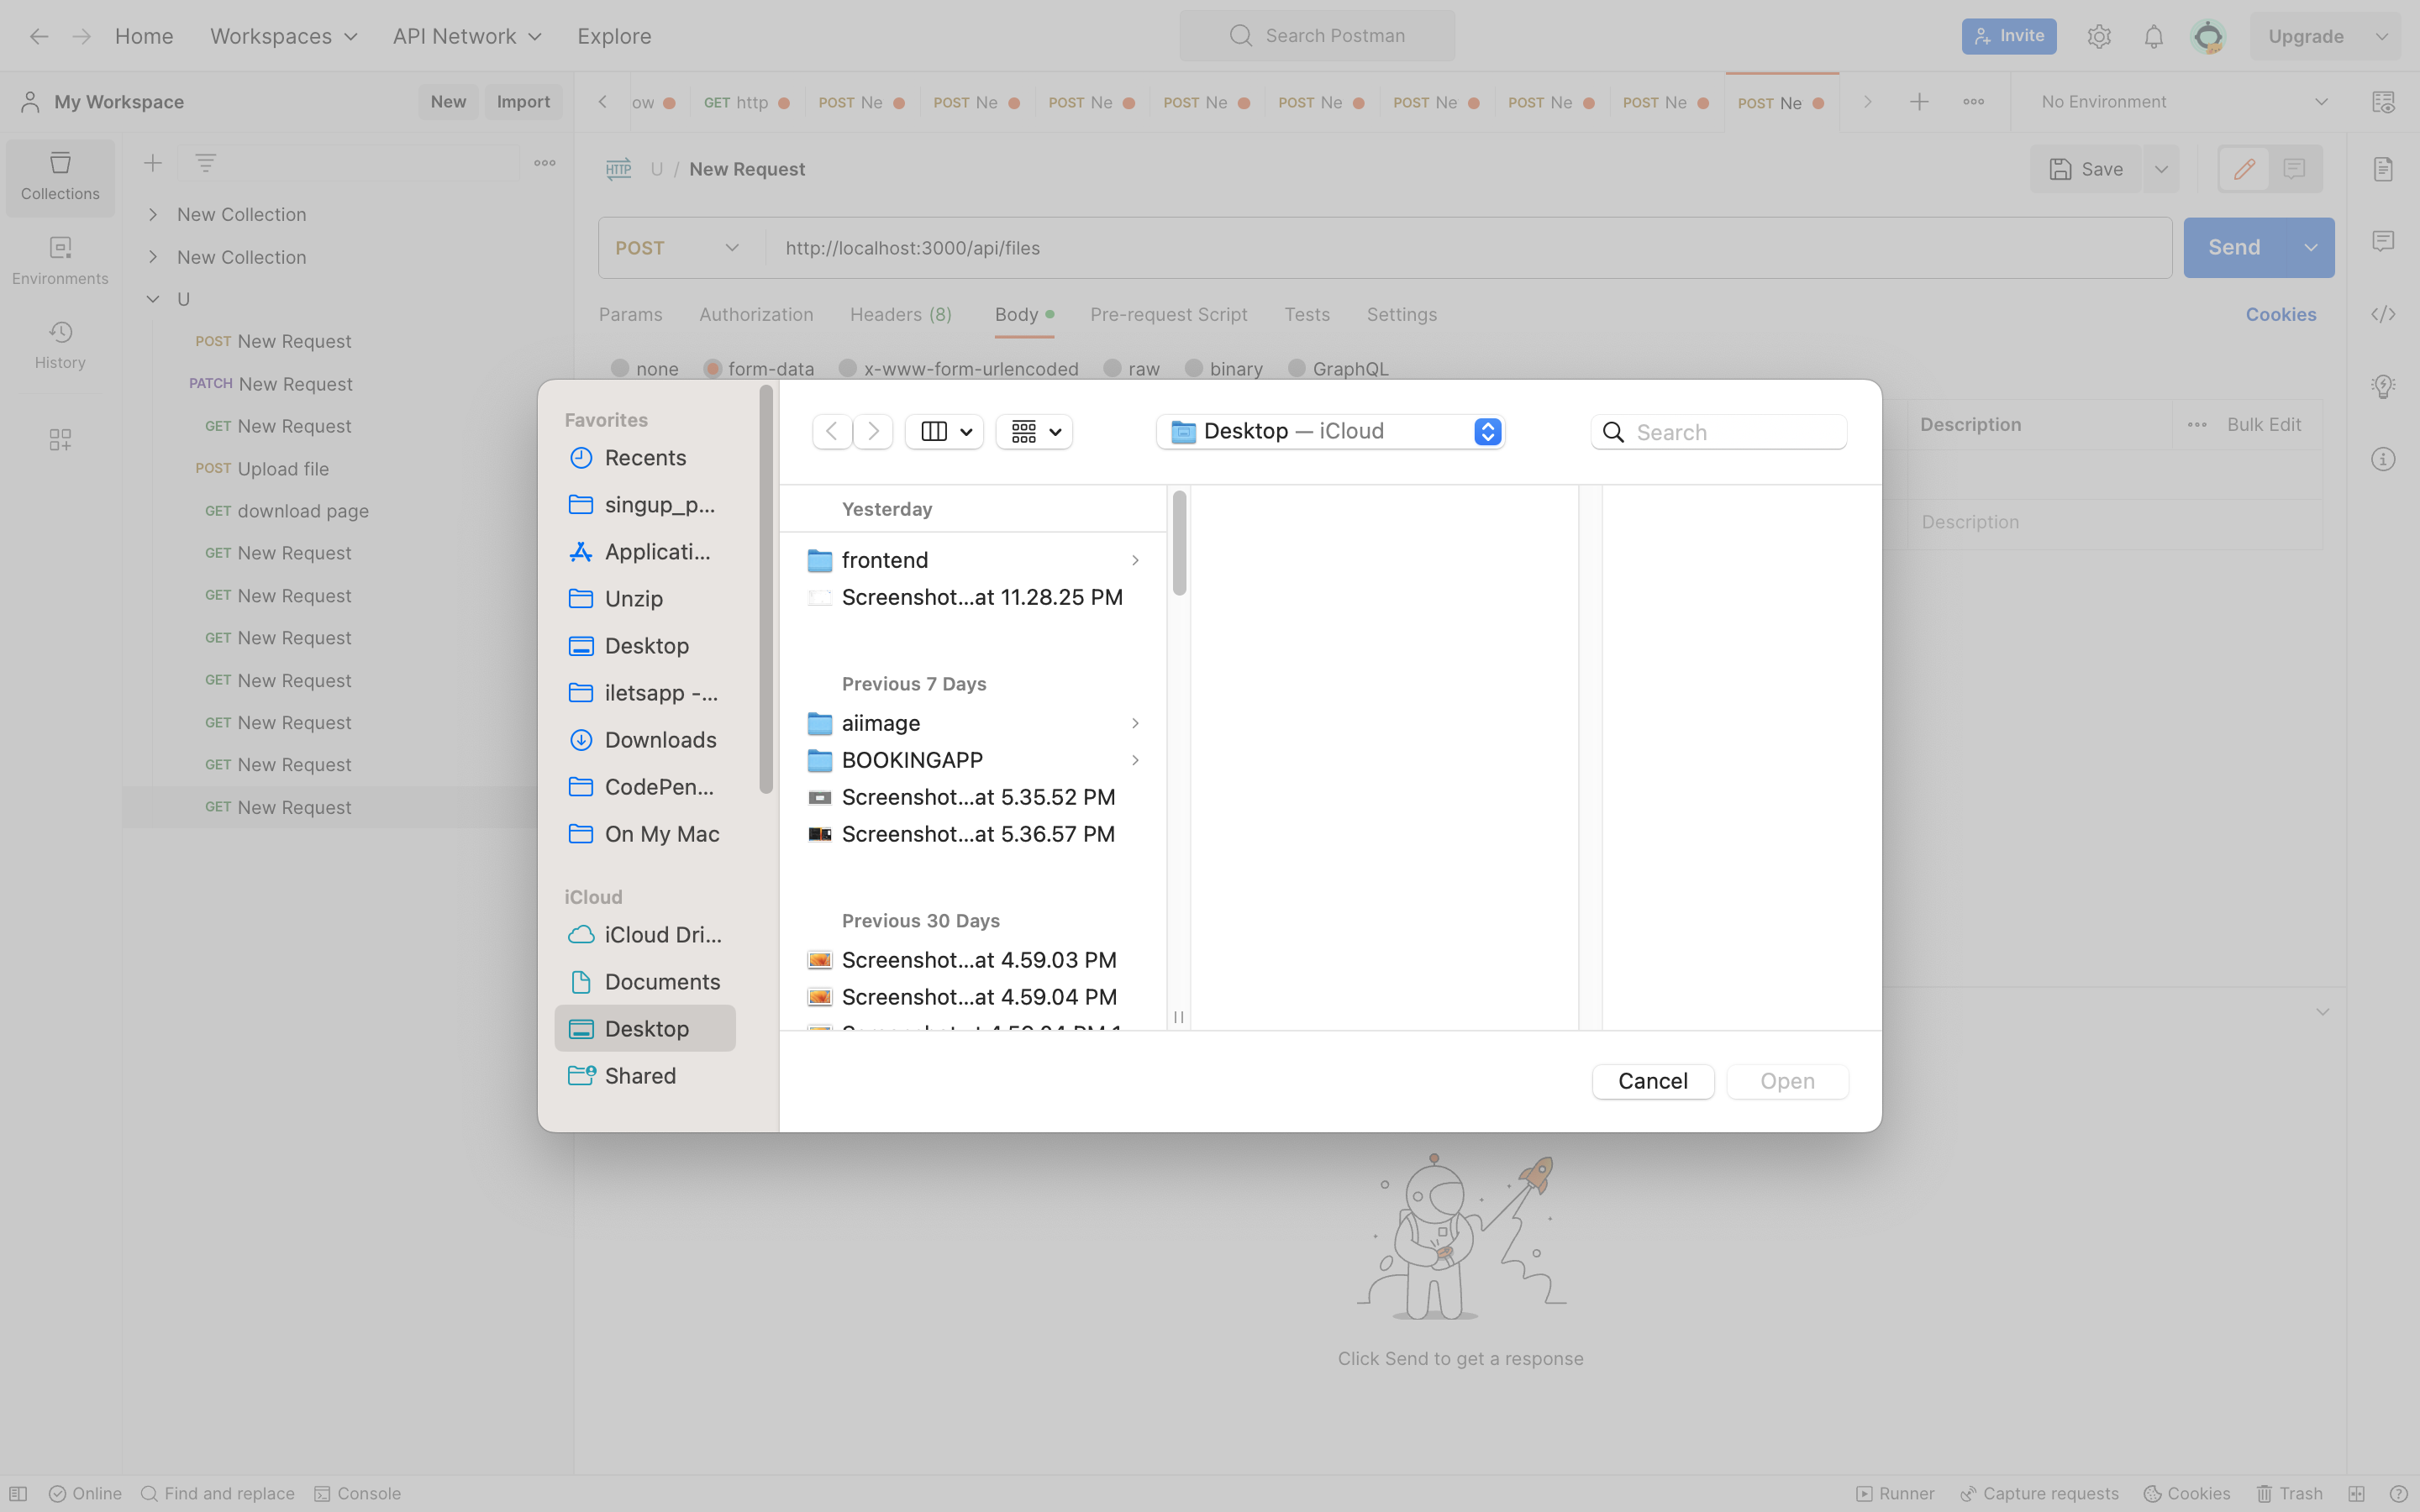 Home Workspaces API Network Explore Search Postman Invite Upgrade
My Workspace New Import ow GET http POST Ne POST Ne POST Ne POST Ne POST Ne POST Ne POST Ne POST Ne POST Ne No Environment
Collections
Environments
History
New Collection
New Collection
U
POST New Request
PATCH New Request
GET New Request
POST Upload file
GET download page
GET New Request
GET New Request
GET New Request
GET New Request
GET New Request
GET New Request
GET New Request
HTTP U / New Request Save
POST http://localhost:3000/api/files Send
Params Authorization Headers (8) Body Pre-request Script Tests Settings Cookies
none form-data x-www-form-urlencoded raw binary GraphQL
Description Bulk Edit
Description
Favorites
Recents
singup_p...
Applicati...
Unzip
Desktop
iletsapp -...
Downloads
CodePen...
On My Mac
iCloud
iCloud Dri...
Documents
Desktop
Shared
Desktop — iCloud Search
Yesterday
frontend
Screenshot...at 11.28.25 PM
Previous 7 Days
aiimage
BOOKINGAPP
Screenshot...at 5.35.52 PM
Screenshot...at 5.36.57 PM
Previous 30 Days
Screenshot...at 4.59.03 PM
Screenshot...at 4.59.04 PM
Cancel Open
Click Send to get a response
Online Find and replace Console Runner Capture requests Cookies Trash